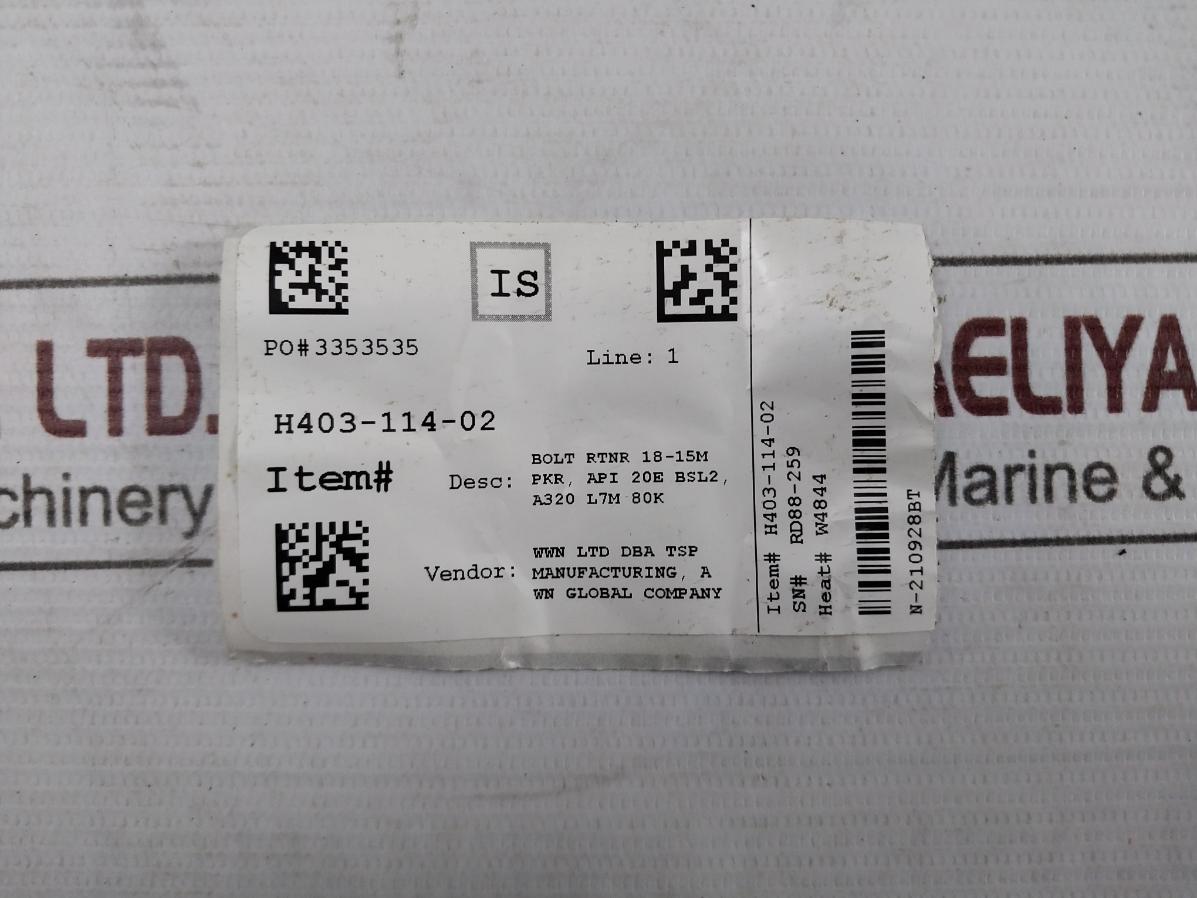 IS
PO#3353535
Line: 1
H403-114-02
Item#
Desc: BOLT RTNR 18-15M
PKR, API 20E BSL2,
A320 L7M 80K
Vendor: WWN LTD DBA TSP
MANUFACTURING, A
WN GLOBAL COMPANY
Item# H403-114-02
SN# RD88-259
Heat# W4844
N-210928BT
LTD.
AELIYA
chinery
Marine &